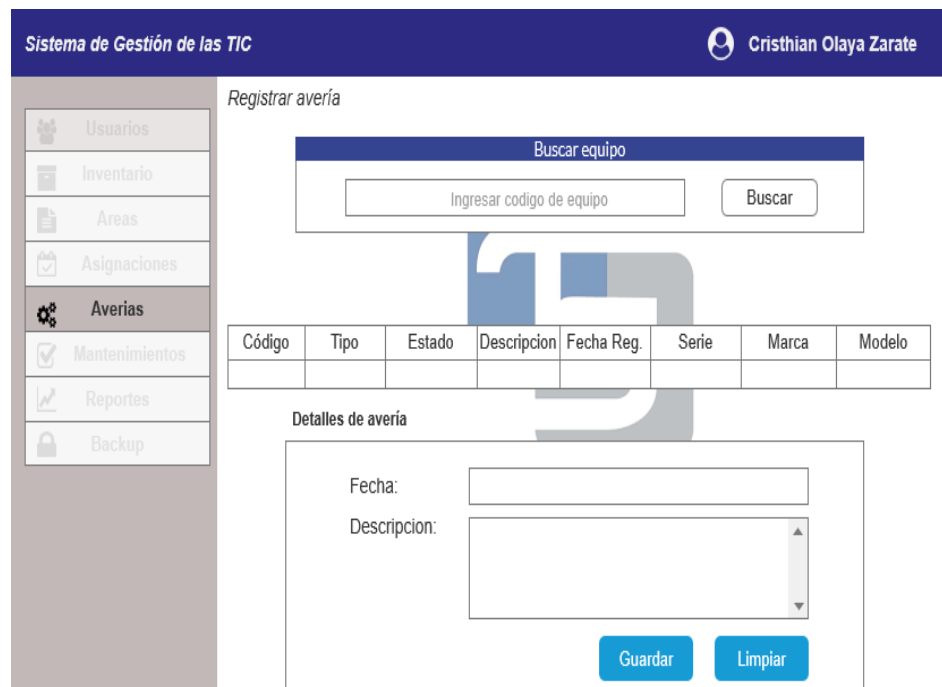 Sistema de Gestión de las TIC
Cristhian Olaya Zarate
Usuarios
Inventario
Areas
Asignaciones
Averias
Mantenimientos
Reportes
Backup
Registrar avería
Buscar equipo
Ingresar codigo de equipo
Buscar
Código Tipo Estado Descripcion Fecha Reg. Serie Marca Modelo
Detalles de avería
Fecha:
Descripcion:
Guardar
Limpiar